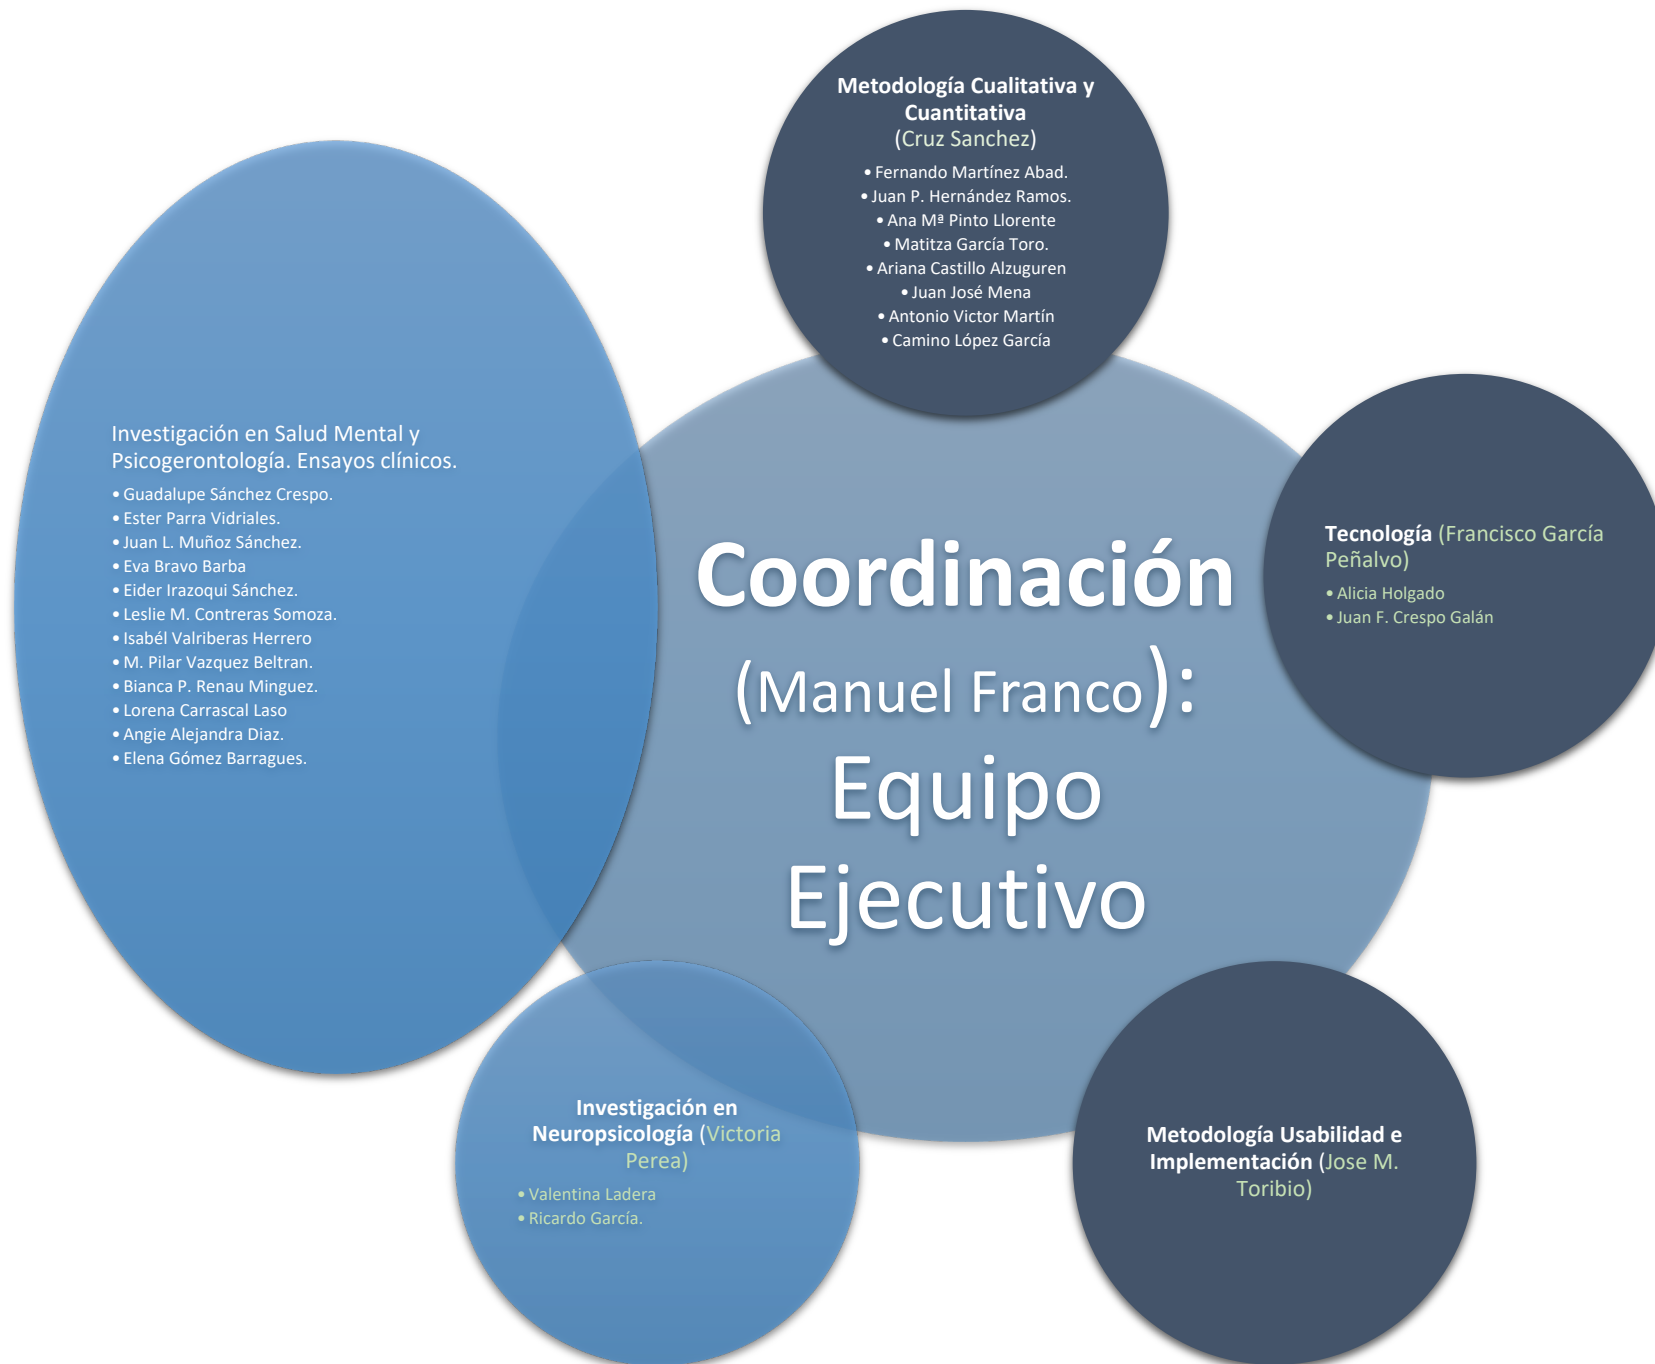 Metodología Cualitativa y
Cuantitativa
(Cruz Sanchez)
• Fernando Martínez Abad.
• Juan P. Hernández Ramos.
• Ana Mª Pinto Llorente
• Matitza García Toro.
• Ariana Castillo Alzuguren
• Juan José Mena
• Antonio Victor Martín
• Camino López García
Investigación en Salud Mental y
Psicogerontología. Ensayos clínicos.
• Guadalupe Sánchez Crespo.
• Ester Parra Vidriales.
• Juan L. Muñoz Sánchez.
• Eva Bravo Barba
• Eider Irazoqui Sánchez.
• Leslie M. Contreras Somoza.
• Isabél Valriberas Herrero
• M. Pilar Vazquez Beltran.
• Bianca P. Renau Minguez.
• Lorena Carrascal Laso
• Angie Alejandra Diaz.
• Elena Gómez Barragues.
Coordinación
(Manuel Franco):
Equipo
Ejecutivo
Tecnología (Francisco García
Peñalvo)
• Alicia Holgado
• Juan F. Crespo Galán
Investigación en
Neuropsicología (Victoria
Perea)
• Valentina Ladera
• Ricardo García.
Metodología Usabilidad e
Implementación (Jose M.
Toribio)